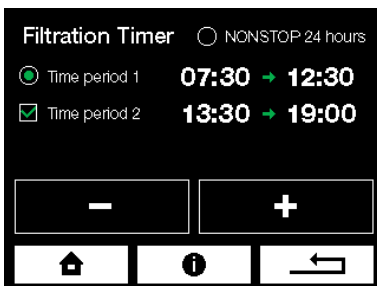 Filtration Timer NONSTOP 24 hours
Time period 1 07:30 → 12:30
Time period 2 13:30 → 19:00
− +